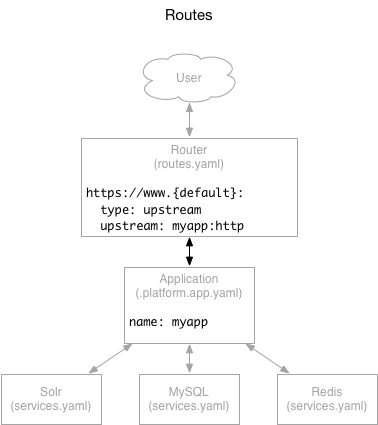 Routes
User
Router
(routes.yaml)
https://www.{default}:
  type: upstream
  upstream: myapp:http
Application
(.platform.app.yaml)
name: myapp
Solr
(services.yaml)
MySQL
(services.yaml)
Redis
(services.yaml)